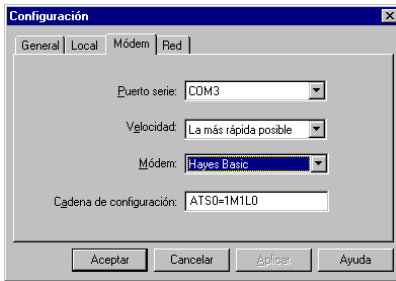 Configuración
General Local Módem Red
Puerto serie: COM3
Velocidad: La más rápida posible
Módem: Hayes Basic
Cadena de configuración: ATS0=1M1L0
Aceptar Cancelar Aplicar Ayuda